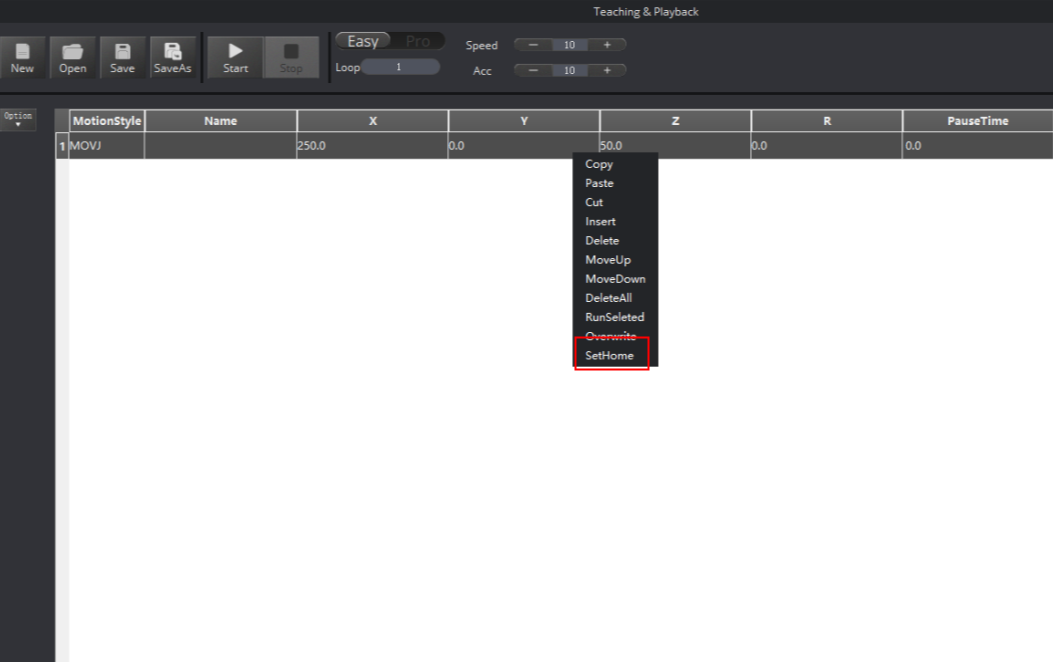 Teaching & Playback
New Open Save SaveAs Start Stop Easy Pro Speed — 10 +
Loop 1 Acc — 10 +
Option
MotionStyle Name X Y Z R PauseTime
1 MOVJ 250.0 0.0 50.0 0.0 0.0
Copy
Paste
Cut
Insert
Delete
MoveUp
MoveDown
DeleteAll
RunSeleted
Overwrite
SetHome